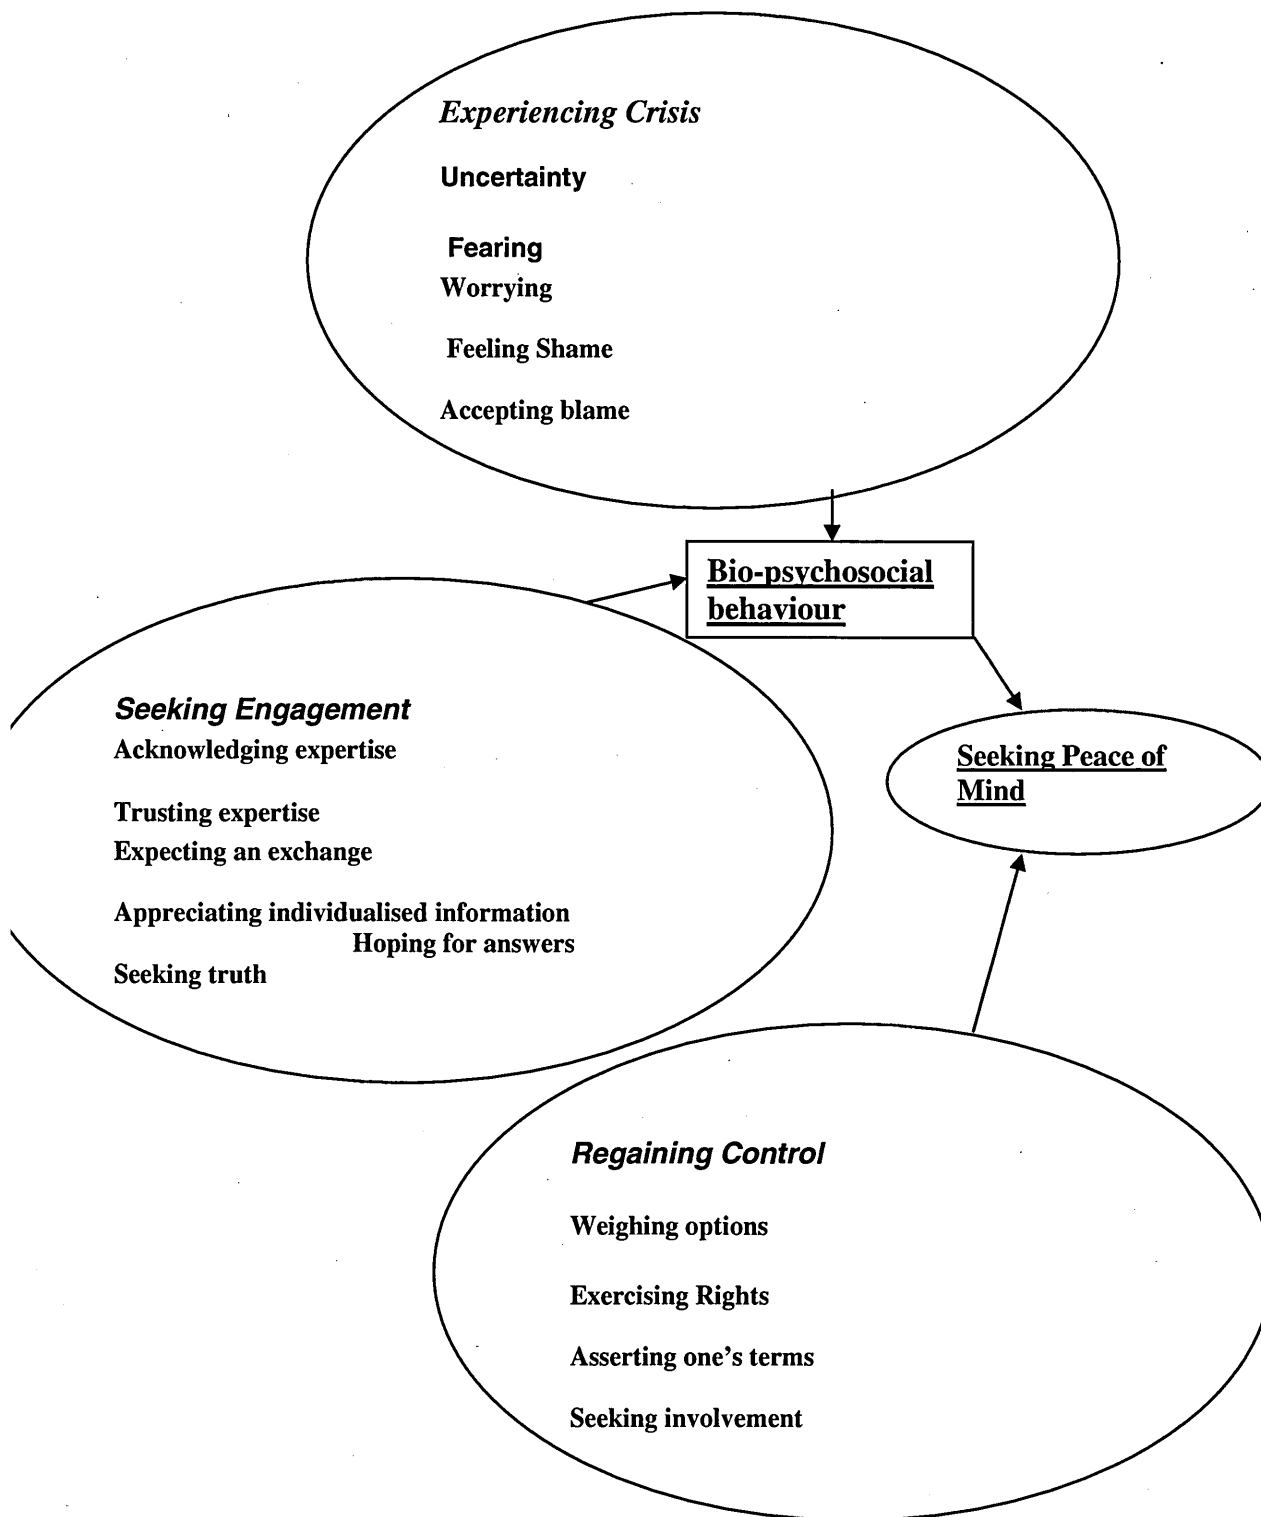 Experiencing Crisis
Uncertainty
Fearing
Worrying
Feeling Shame
Accepting blame
Bio-psychosocial
behaviour
Seeking Engagement
Acknowledging expertise
Trusting expertise
Expecting an exchange
Appreciating individualised information
Hoping for answers
Seeking truth
Seeking Peace of
Mind
Regaining Control
Weighing options
Exercising Rights
Asserting one's terms
Seeking involvement